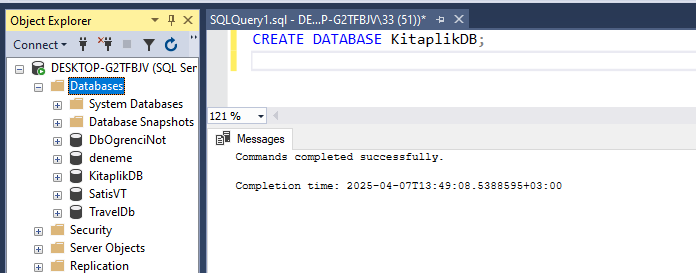 Object Explorer
Connect
DESKTOP-G2TFBJV (SQL Ser
Databases
System Databases
Database Snapshots
DbOgrenciNot
deneme
KitaplikDB
SatisVT
TravelDb
Security
Server Objects
Replication
SQLQuery1.sql - DE...P-G2TFBJV\33 (51))*
CREATE DATABASE KitaplikDB;
121 %
Messages
Commands completed successfully.
Completion time: 2025-04-07T13:49:08.5388595+03:00